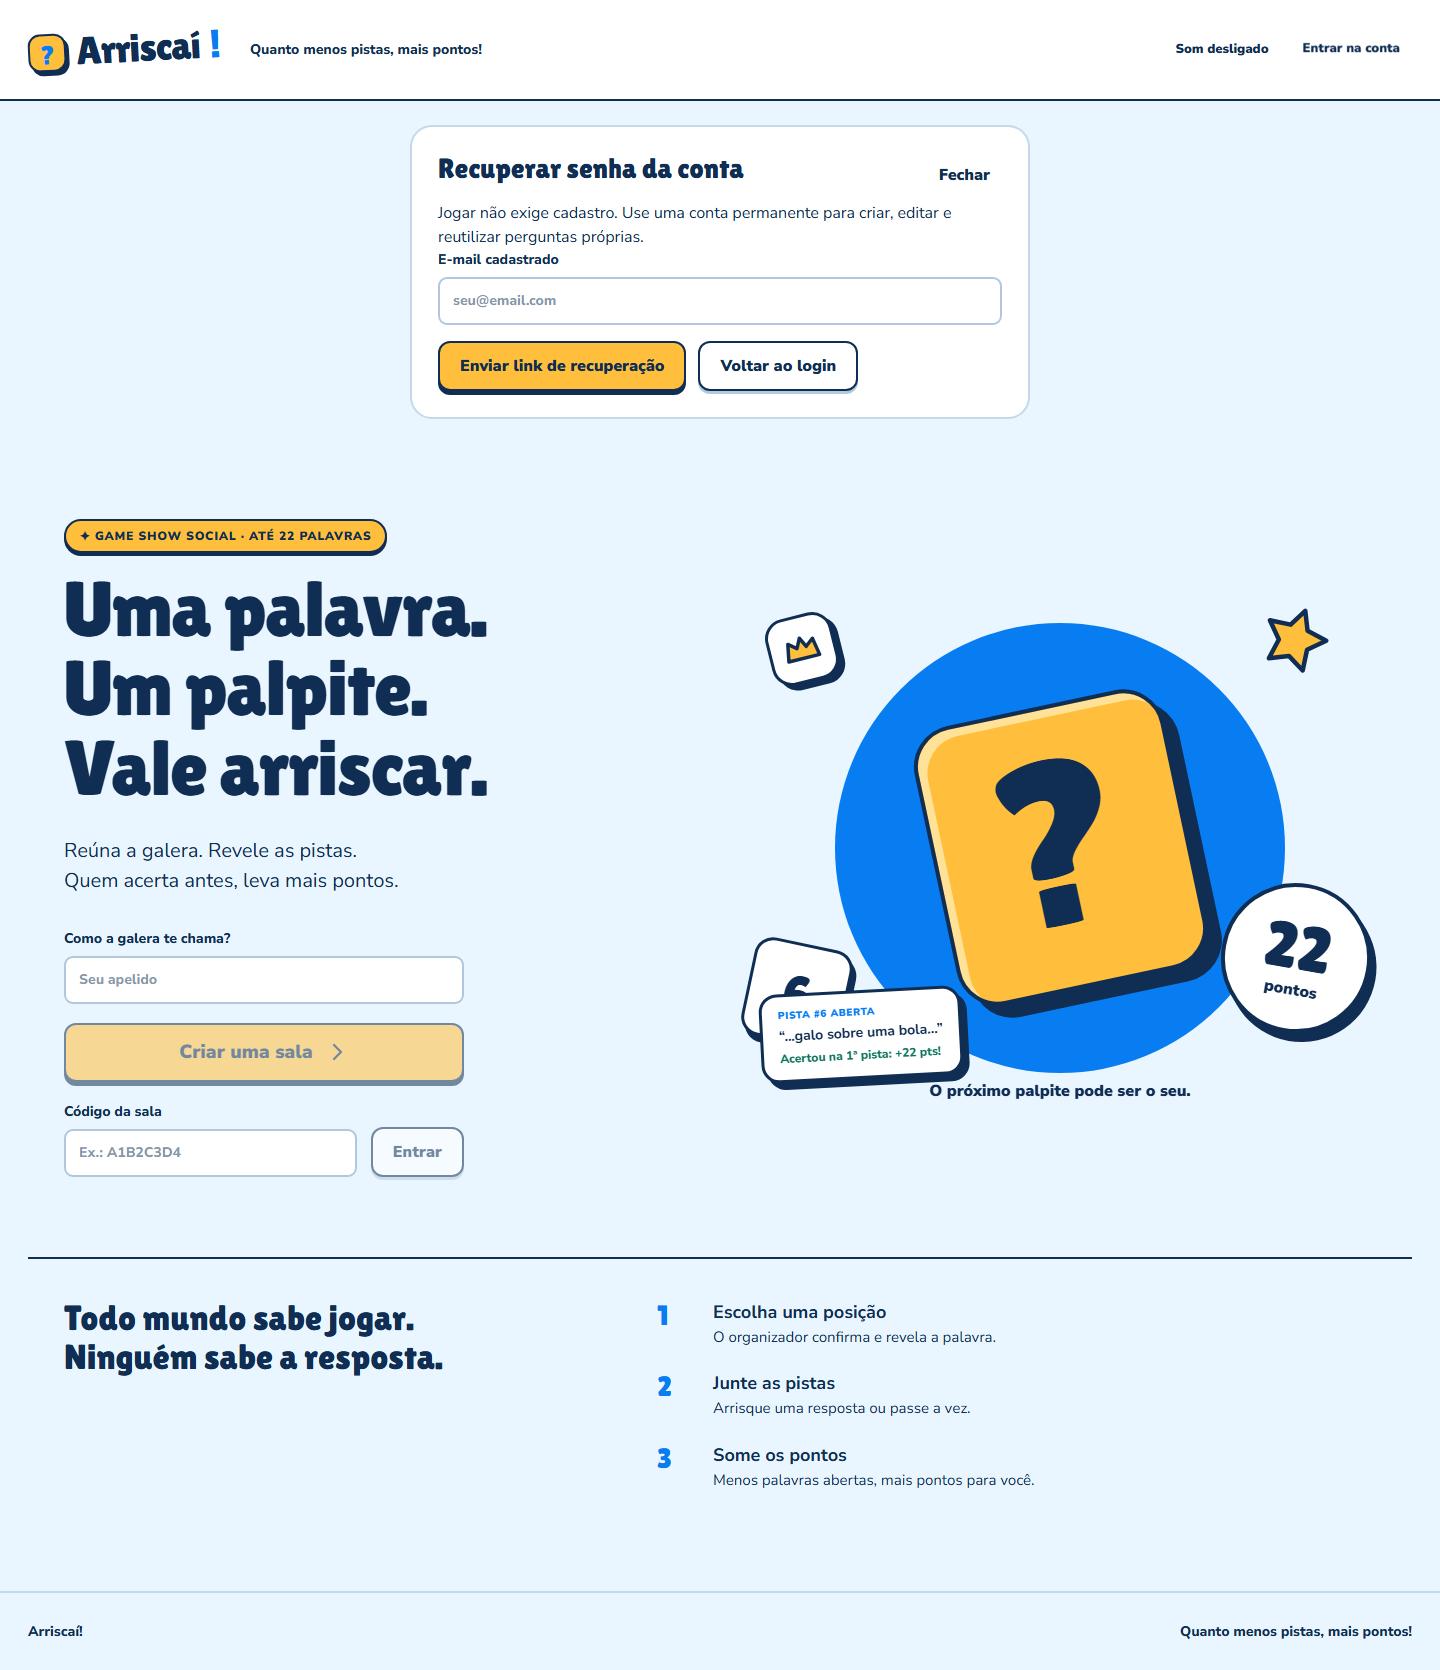 ? Arriscaí !
Quanto menos pistas, mais pontos!
Som desligado
Entrar na conta
Recuperar senha da conta
Fechar
Jogar não exige cadastro. Use uma conta permanente para criar, editar e
reutilizar perguntas próprias.
E-mail cadastrado
seu@email.com
Enviar link de recuperação
Voltar ao login
✦ GAME SHOW SOCIAL · ATÉ 22 PALAVRAS
Uma palavra.
Um palpite.
Vale arriscar.
Reúna a galera. Revele as pistas.
Quem acerta antes, leva mais pontos.
Como a galera te chama?
Seu apelido
Criar uma sala
Código da sala
Ex.: A1B2C3D4
Entrar
?
22
pontos
6
PISTA #6 ABERTA
“...galo sobre uma bola...”
Acertou na 1ª pista: +22 pts!
O próximo palpite pode ser o seu.
Todo mundo sabe jogar.
Ninguém sabe a resposta.
1
Escolha uma posição
O organizador confirma e revela a palavra.
2
Junte as pistas
Arrisque uma resposta ou passe a vez.
3
Some os pontos
Menos palavras abertas, mais pontos para você.
Arriscaí!
Quanto menos pistas, mais pontos!